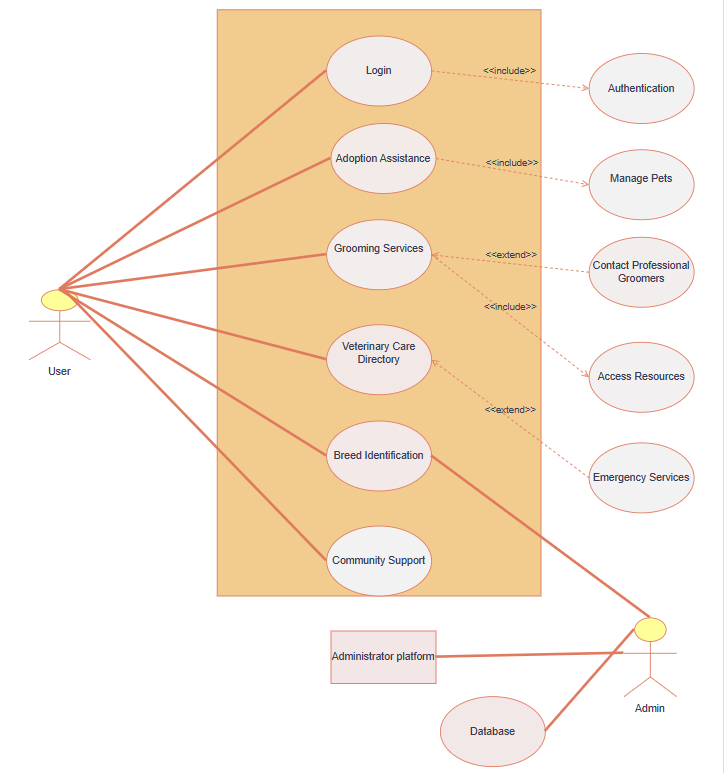 Login
<<include>>
Authentication
Adoption Assistance
<<include>>
Manage Pets
Grooming Services
<<extend>>
Contact Professional
Groomers
<<include>>
User
Veterinary Care
Directory
Access Resources
<<extend>>
Breed Identification
Emergency Services
Community Support
Administrator platform
Admin
Database